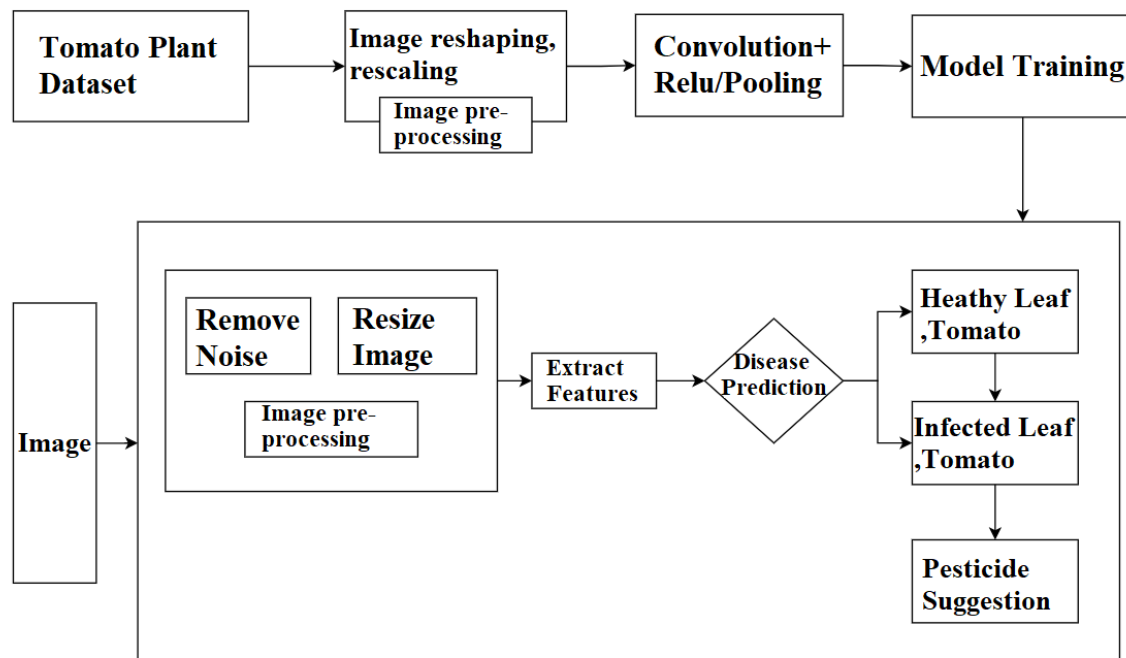 Tomato Plant
Dataset
Image reshaping,
rescaling
Image pre-
processing
Convolution+
Relu/Pooling
Model Training
Image
Remove
Noise
Resize
Image
Image pre-
processing
Extract
Features
Disease
Prediction
Heathy Leaf
,Tomato
Infected Leaf
,Tomato
Pesticide
Suggestion